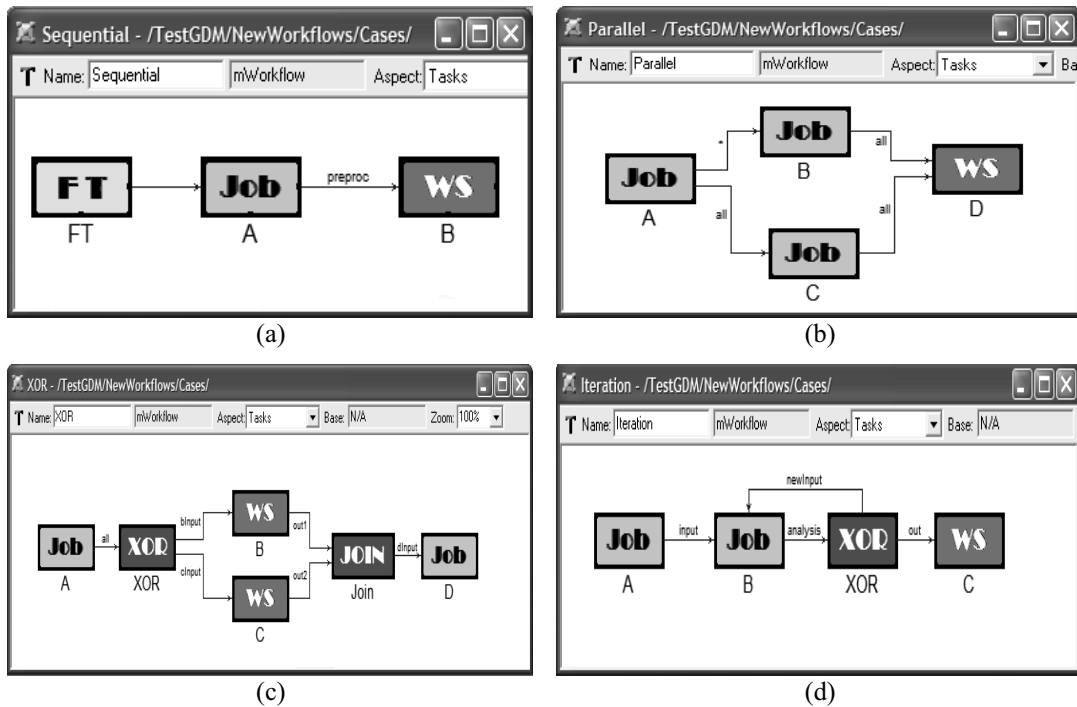 Sequential - /TestGDM/NewWorkflows/Cases/
Name: Sequential mWorkflow Aspect: Tasks
FT Job preproc WS
FT A B
(a)
Parallel - /TestGDM/NewWorkflows/Cases/
Name: Parallel mWorkflow Aspect: Tasks Ba
* Job all
B
Job WS
A D
all all
Job
C
(b)
XOR - /TestGDM/NewWorkflows/Cases/
Name: XOR mWorkflow Aspect: Tasks Base: N/A Zoom: 100%
bInput WS out1
B
Job all XOR JOIN dInput Job
A XOR Join D
cInput WS out2
C
(c)
Iteration - /TestGDM/NewWorkflows/Cases/
Name: Iteration mWorkflow Aspect: Tasks Base: N/A
newInput
Job input Job analysis XOR out WS
A B XOR C
(d)